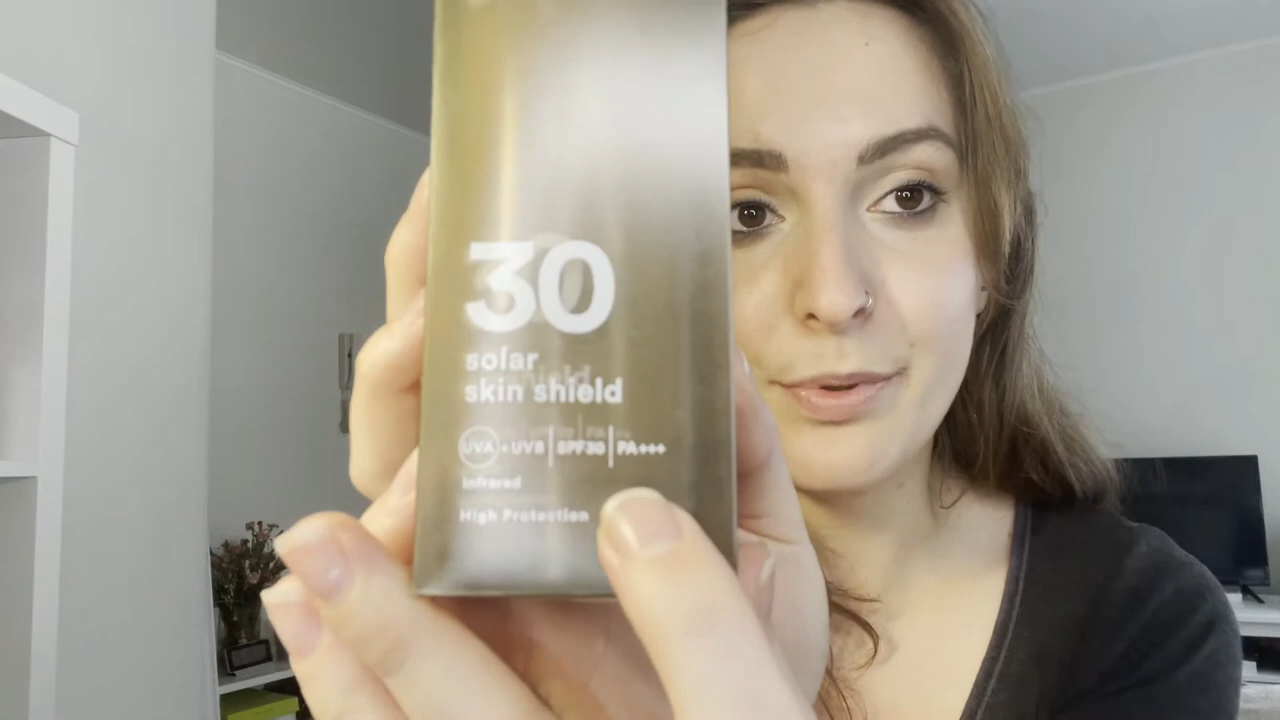 30
solar
skin shield
UVA + UVB | SPF30 | PA+++
Infrared
High Protection